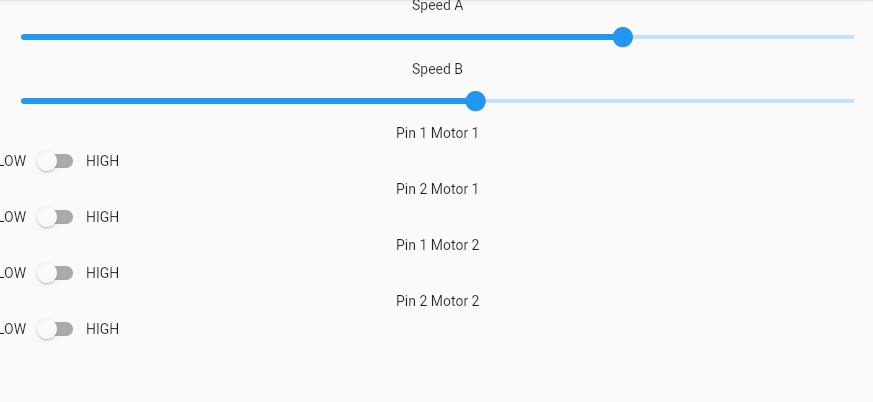 Speed A
Speed B
Pin 1 Motor 1
LOW HIGH
Pin 2 Motor 1
LOW HIGH
Pin 1 Motor 2
LOW HIGH
Pin 2 Motor 2
LOW HIGH